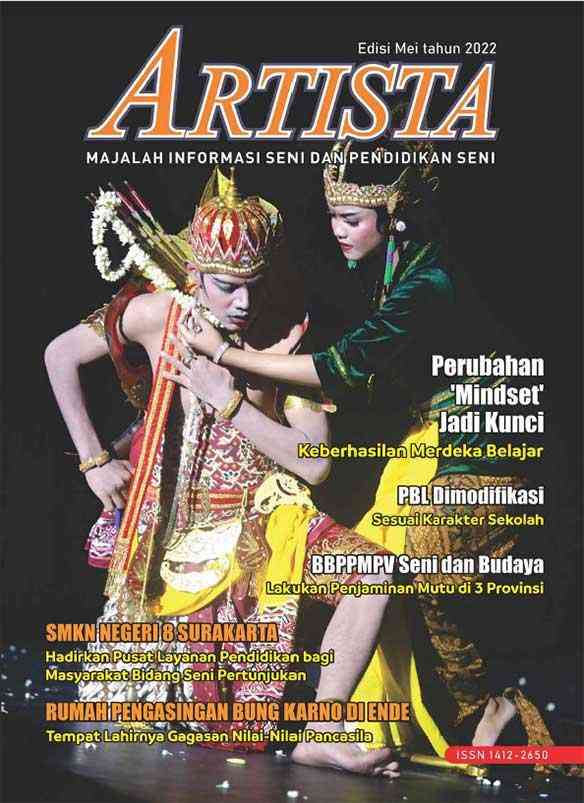 Edisi Mei tahun 2022
ARTISTA
MAJALAH INFORMASI SENI DAN PENDIDIKAN SENI
Perubahan
'Mindset'
Jadi Kunci
Keberhasilan Merdeka Belajar
PBL Dimodifikasi
Sesuai Karakter Sekolah
BBPPMPV Seni dan Budaya
Lakukan Penjaminan Mutu di 3 Provinsi
SMKN NEGERI 8 SURAKARTA
Hadirkan Pusat Layanan Pendidikan bagi
Masyarakat Bidang Seni Pertunjukan
RUMAH PENGASINGAN BUNG KARNO DI ENDE
Tempat Lahirnya Gagasan Nilai-Nilai Pancasila
ISSN 1412-2650